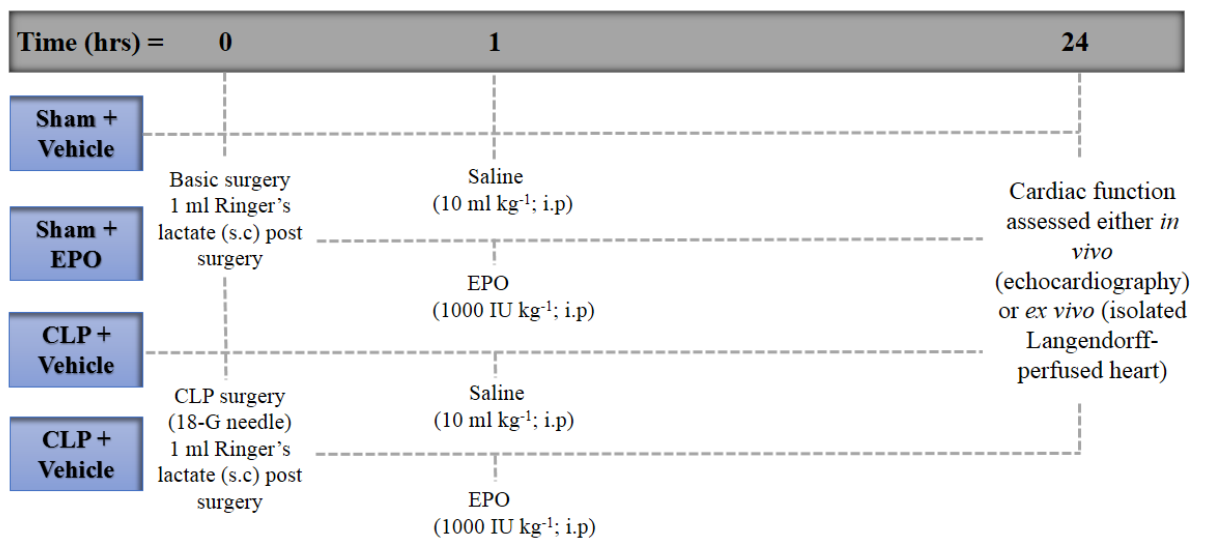 Time (hrs) = 0 1 24
Sham +
Vehicle
Sham +
EPO
CLP +
Vehicle
CLP +
Vehicle
Basic surgery
1 ml Ringer’s
lactate (s.c) post
surgery
CLP surgery
(18-G needle)
1 ml Ringer’s
lactate (s.c) post
surgery
Saline
(10 ml kg⁻¹; i.p)
EPO
(1000 IU kg⁻¹; i.p)
Saline
(10 ml kg⁻¹; i.p)
EPO
(1000 IU kg⁻¹; i.p)
Cardiac function
assessed either in
vivo
(echocardiography)
or ex vivo (isolated
Langendorff-
perfused heart)